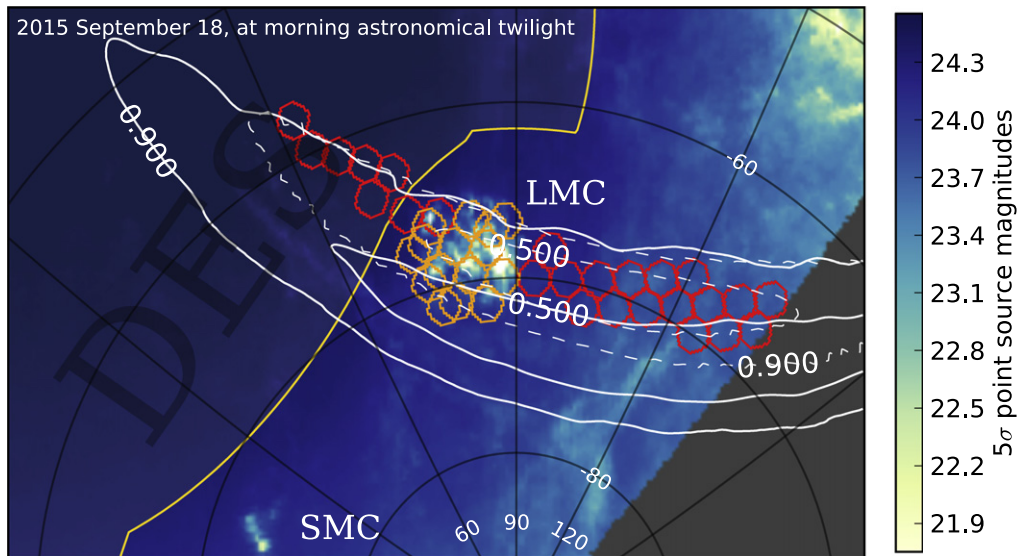 2015 September 18, at morning astronomical twilight
0.900
DES
LMC
-60
0.500
0.500
0.900
-80
SMC
60 90 120
24.3
24.0
23.7
23.4
23.1
22.8
22.5
22.2
21.9
5σ point source magnitudes